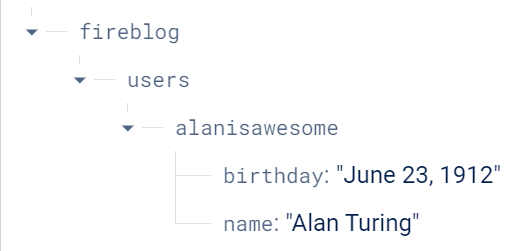 fireblog
users
alanisawesome
birthday: "June 23, 1912"
name: "Alan Turing"